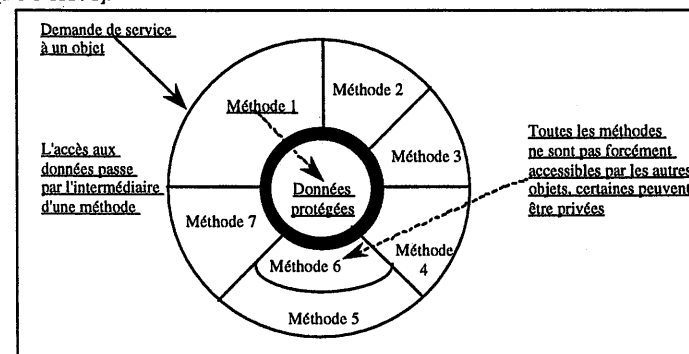 Demande de service
à un objet
Méthode 1
Méthode 2
Méthode 3
L'accès aux
données passe
par l'intermédiaire
d'une méthode
Données
protégées
Toutes les méthodes
ne sont pas forcément
accessibles par les autres
objets, certaines peuvent
être privées
Méthode 7
Méthode 6
Méthode
4
Méthode 5